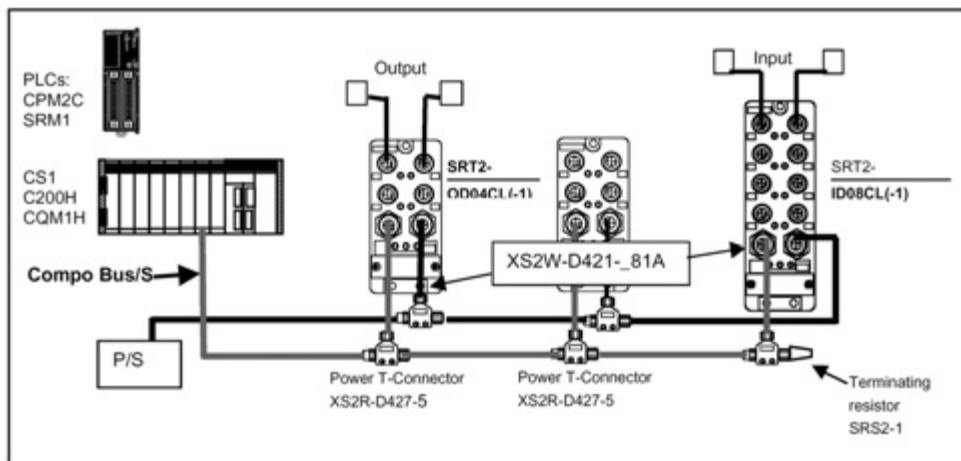 PLCs:
CPM2C
SRM1
CS1
C200H
CQM1H
Compo Bus/S
P/S
Output
SRT2-
OD04CL(-1)
Input
SRT2-
ID08CL(-1)
XS2W-D421-_81A
Power T-Connector
XS2R-D427-5
Power T-Connector
XS2R-D427-5
Terminating
resistor
SRS2-1